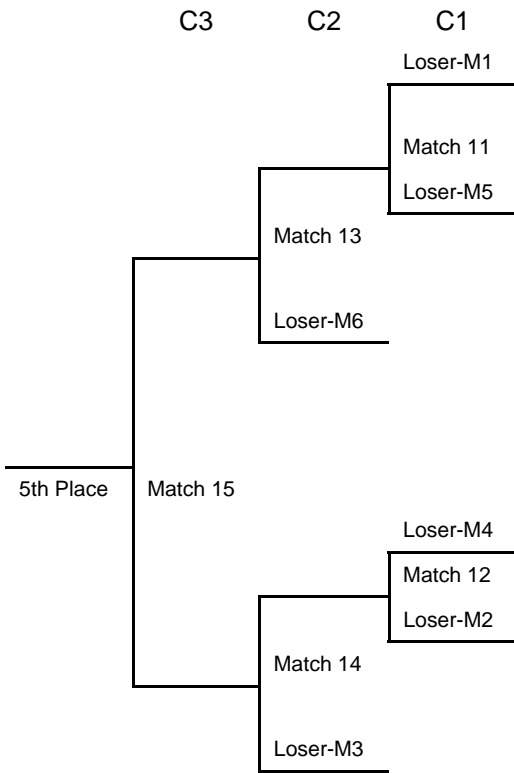 C3 C2 C1
Loser-M1
Match 11
Loser-M5
Match 13
Loser-M6
5th Place Match 15
Loser-M4
Match 12
Loser-M2
Match 14
Loser-M3